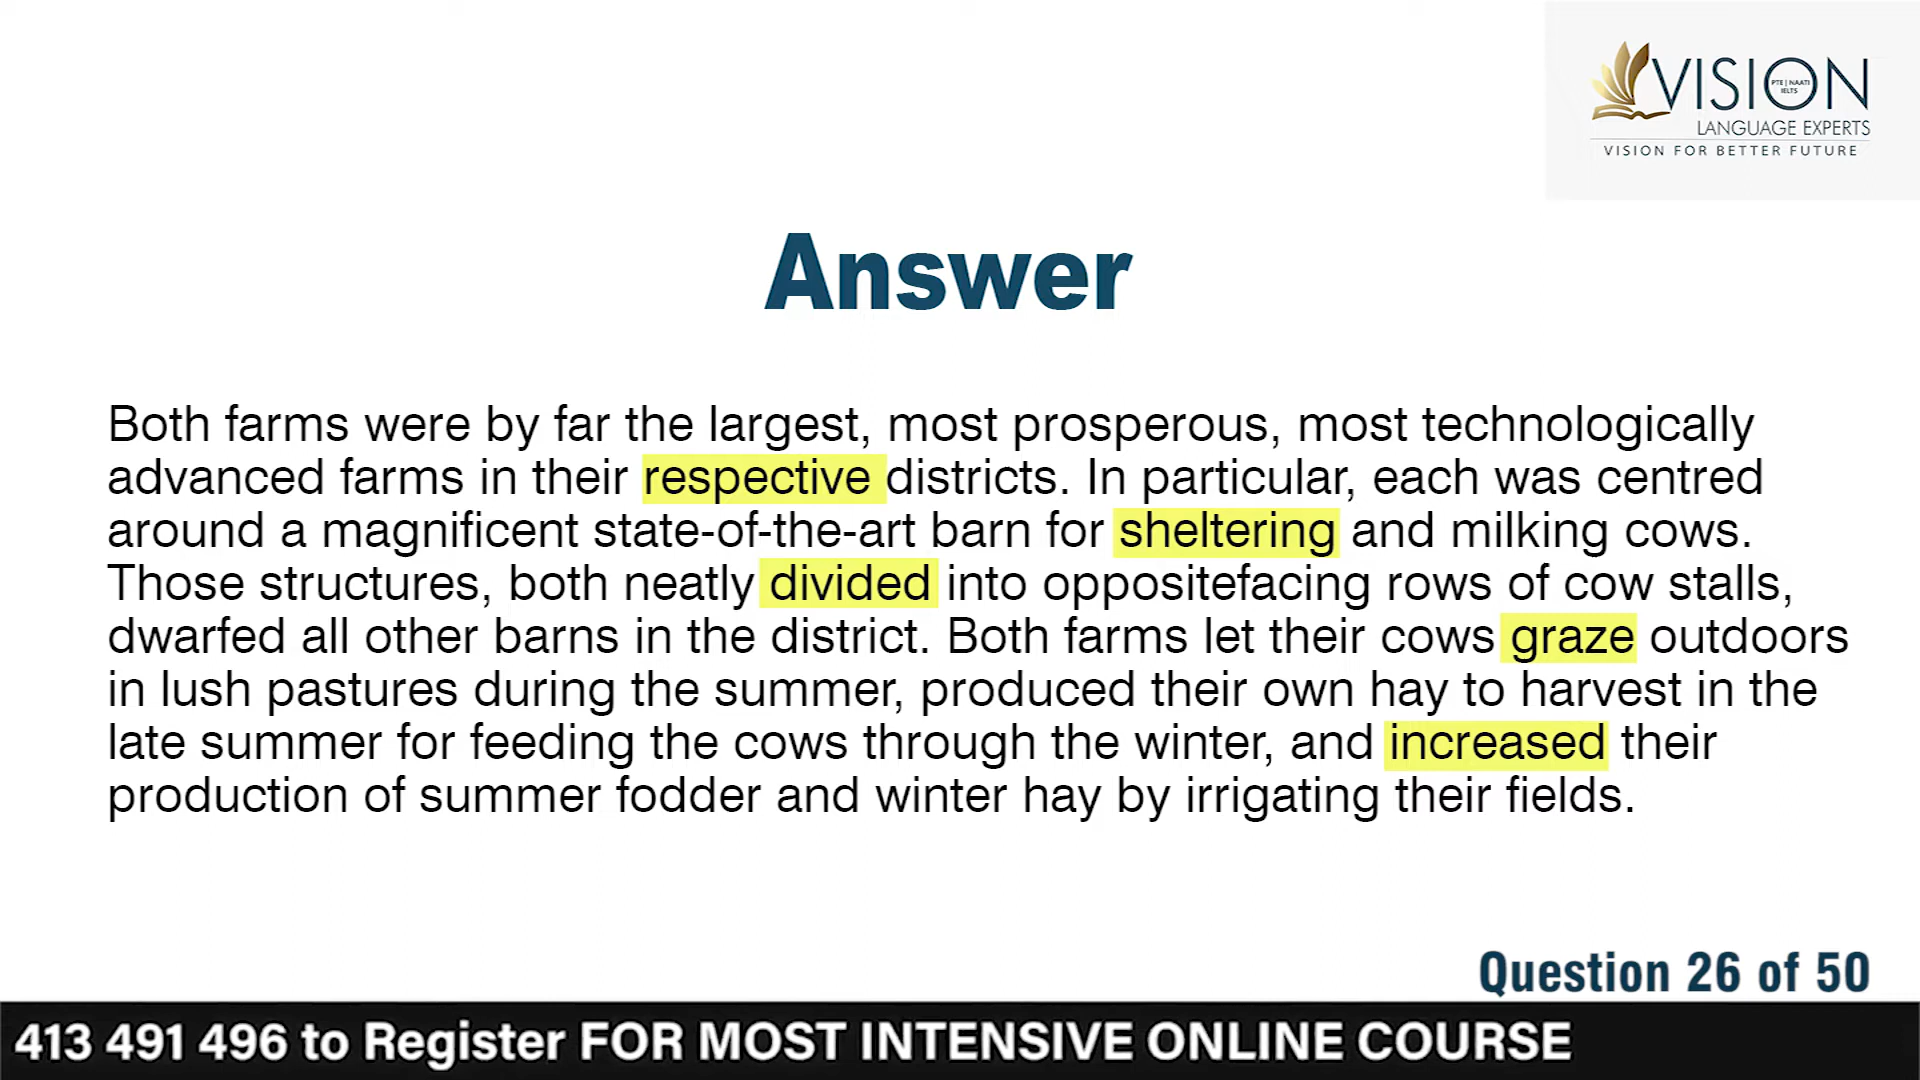 VISION
PTE | NAATI
IELTS
LANGUAGE EXPERTS
VISION FOR BETTER FUTURE
Answer
Both farms were by far the largest, most prosperous, most technologically
advanced farms in their respective districts. In particular, each was centred
around a magnificent state-of-the-art barn for sheltering and milking cows.
Those structures, both neatly divided into oppositefacing rows of cow stalls,
dwarfed all other barns in the district. Both farms let their cows graze outdoors
in lush pastures during the summer, produced their own hay to harvest in the
late summer for feeding the cows through the winter, and increased their
production of summer fodder and winter hay by irrigating their fields.
Question 26 of 50
413 491 496 to Register FOR MOST INTENSIVE ONLINE COURSE